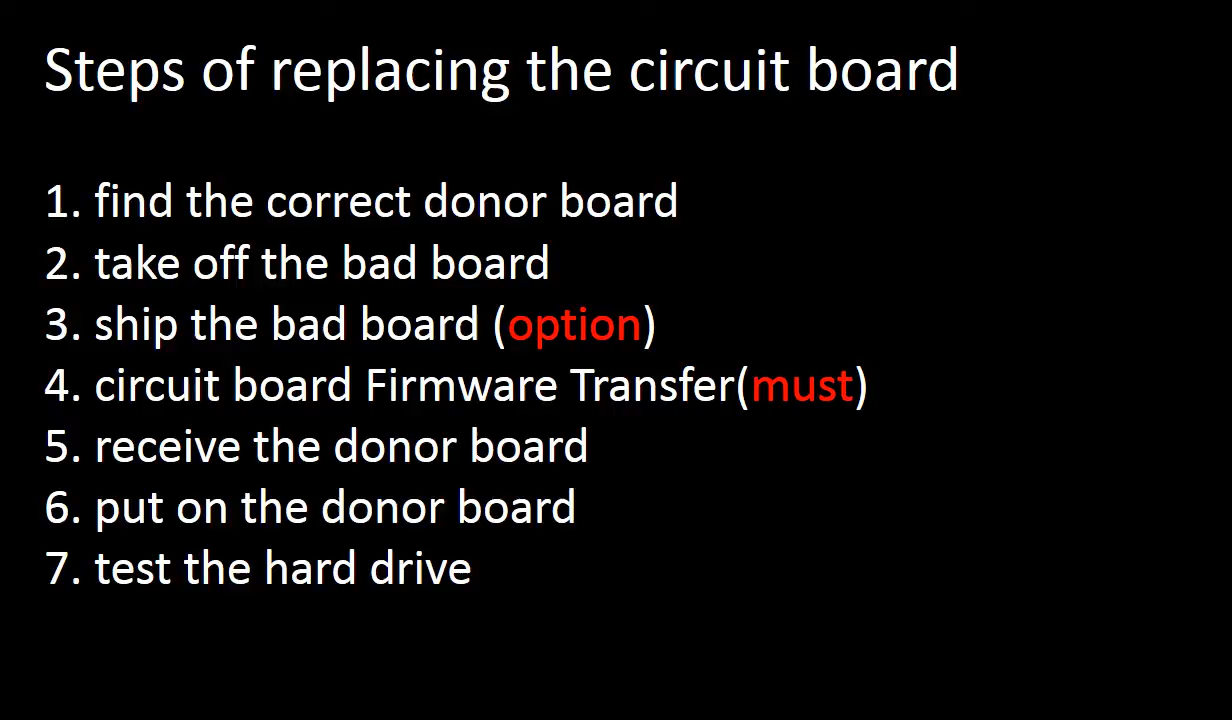 Steps of replacing the circuit board
1. find the correct donor board
2. take off the bad board
3. ship the bad board (option)
4. circuit board Firmware Transfer(must)
5. receive the donor board
6. put on the donor board
7. test the hard drive